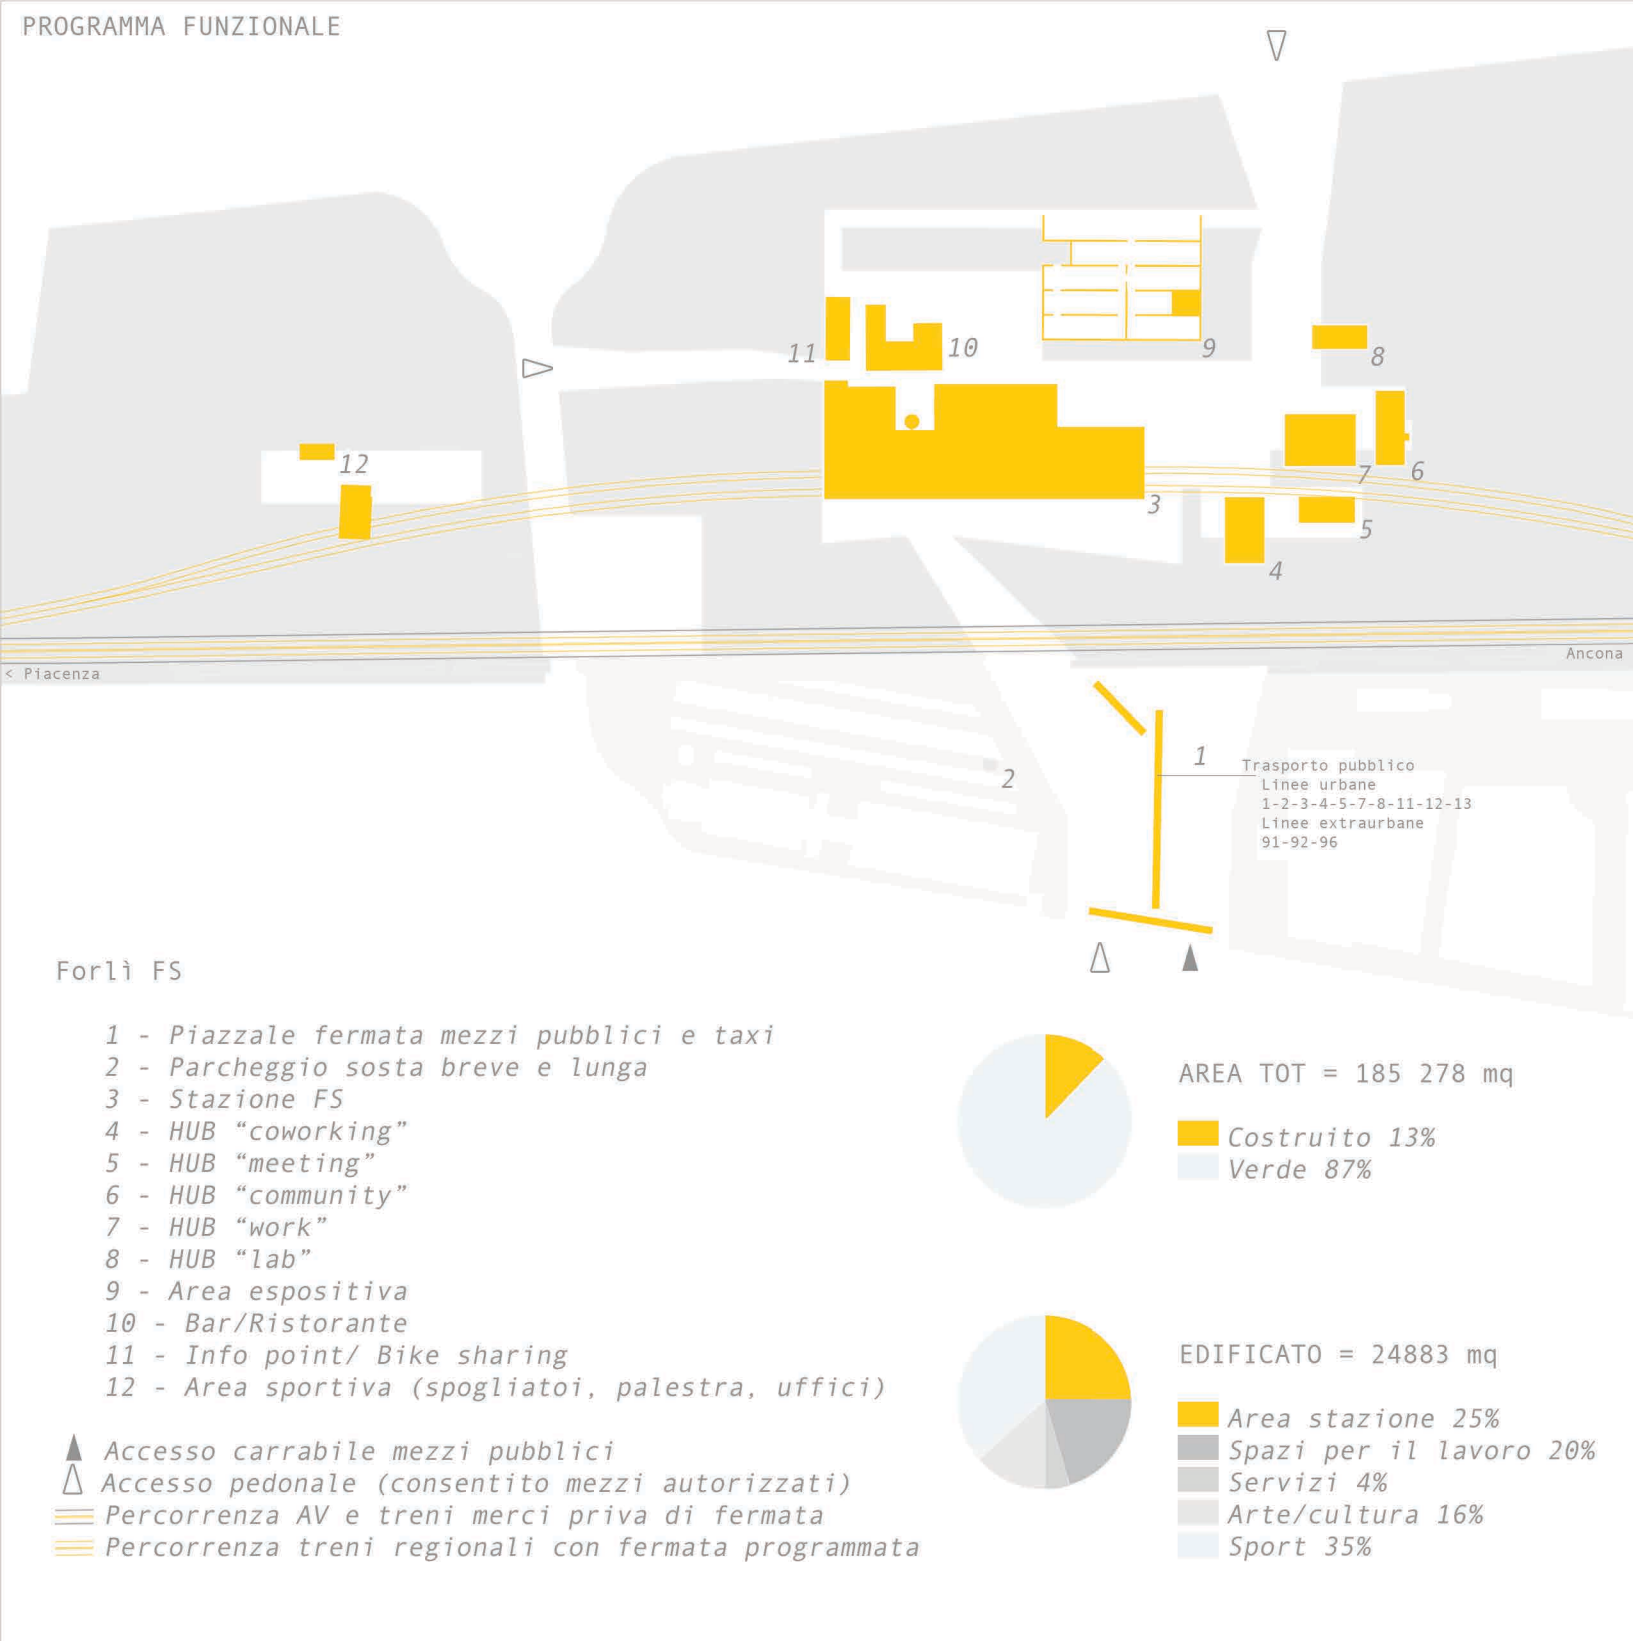 PROGRAMMA FUNZIONALE
11
10
9
8
12
7
6
3
5
4
< Piacenza
Ancona
1
2
Trasporto pubblico
Linee urbane
1-2-3-4-5-7-8-11-12-13
Linee extraurbane
91-92-96
Forlì FS
1 - Piazzale fermata mezzi pubblici e taxi
2 - Parcheggio sosta breve e lunga
3 - Stazione FS
4 - HUB “coworking”
5 - HUB “meeting”
6 - HUB “community”
7 - HUB “work”
8 - HUB “lab”
9 - Area espositiva
10 - Bar/Ristorante
11 - Info point/ Bike sharing
12 - Area sportiva (spogliatoi, palestra, uffici)
Accesso carrabile mezzi pubblici
Accesso pedonale (consentito mezzi autorizzati)
Percorrenza AV e treni merci priva di fermata
Percorrenza treni regionali con fermata programmata
AREA TOT = 185 278 mq
Costruito 13%
Verde 87%
EDIFICATO = 24883 mq
Area stazione 25%
Spazi per il lavoro 20%
Servizi 4%
Arte/cultura 16%
Sport 35%